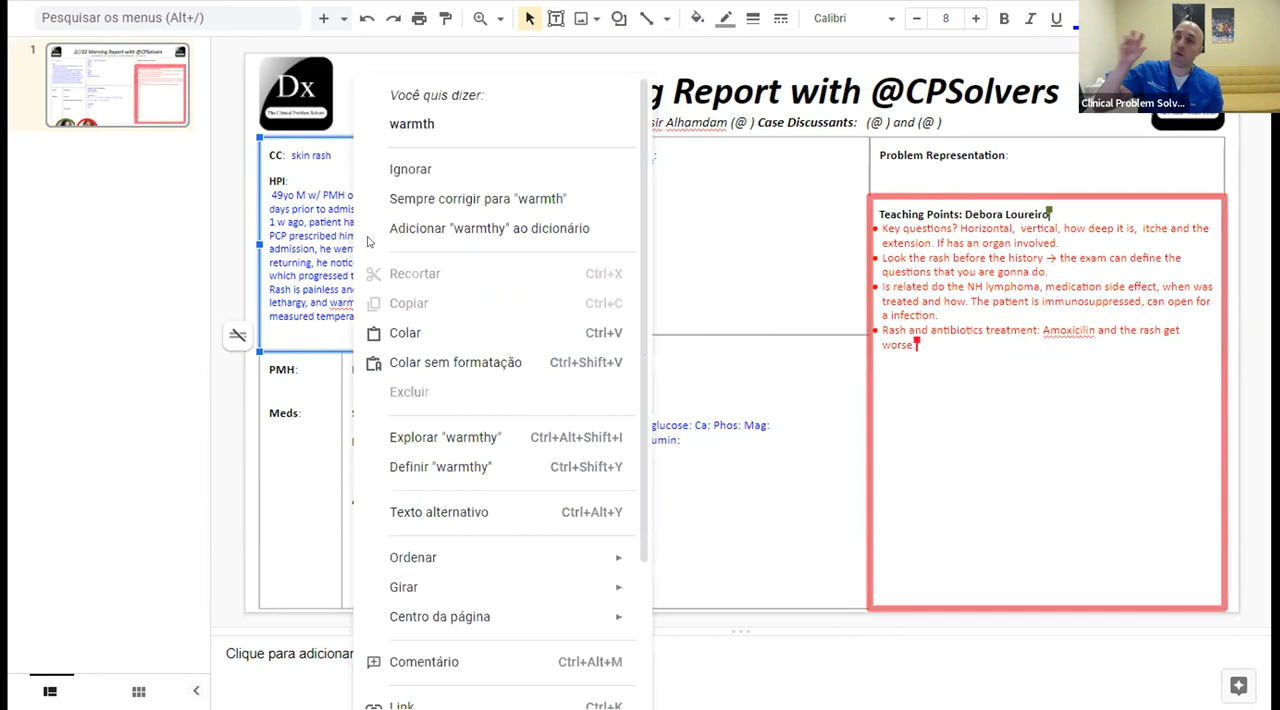 Pesquisar os menus (Alt+/)
Calibri
8
B I U
Clinical Problem Solv...
1
2//22 Morning Report with @CPSolvers
Dx
The Clinical Problem Solvers
g Report with @CPSolvers
sir Alhamdam (@ ) Case Discussants: (@ ) and (@ )
CC: skin rash
HPI:
49yo M w/ PMH o
days prior to admis
1 w ago, patient ha
PCP prescribed him
admission, he went
returning, he notic
which progressed t
Rash is painless an
lethargy, and warm
measured tempera
PMH:
Meds:
Você quis dizer:
warmth
Ignorar
Sempre corrigir para "warmth"
Adicionar "warmthy" ao dicionário
Recortar Ctrl+X
Copiar Ctrl+C
Colar Ctrl+V
Colar sem formatação Ctrl+Shift+V
Excluir
Explorar "warmthy" Ctrl+Alt+Shift+I
Definir "warmthy" Ctrl+Shift+Y
Texto alternativo Ctrl+Alt+Y
Ordenar
Girar
Centro da página
Comentário Ctrl+Alt+M
Link Ctrl+K
glucose: Ca: Phos: Mag:
umin:
Problem Representation:
Teaching Points: Debora Loureiro
Key questions? Horizontal, vertical, how deep it is, itche and the
extension. If has an organ involved.
Look the rash before the history → the exam can define the
questions that you are gonna do.
Is related do the NH lymphoma, medication side effect, when was
treated and how. The patient is immunosuppressed, can open for
a infection.
Rash and antibiotics treatment: Amoxicilin and the rash get
worse.
Clique para adicionar